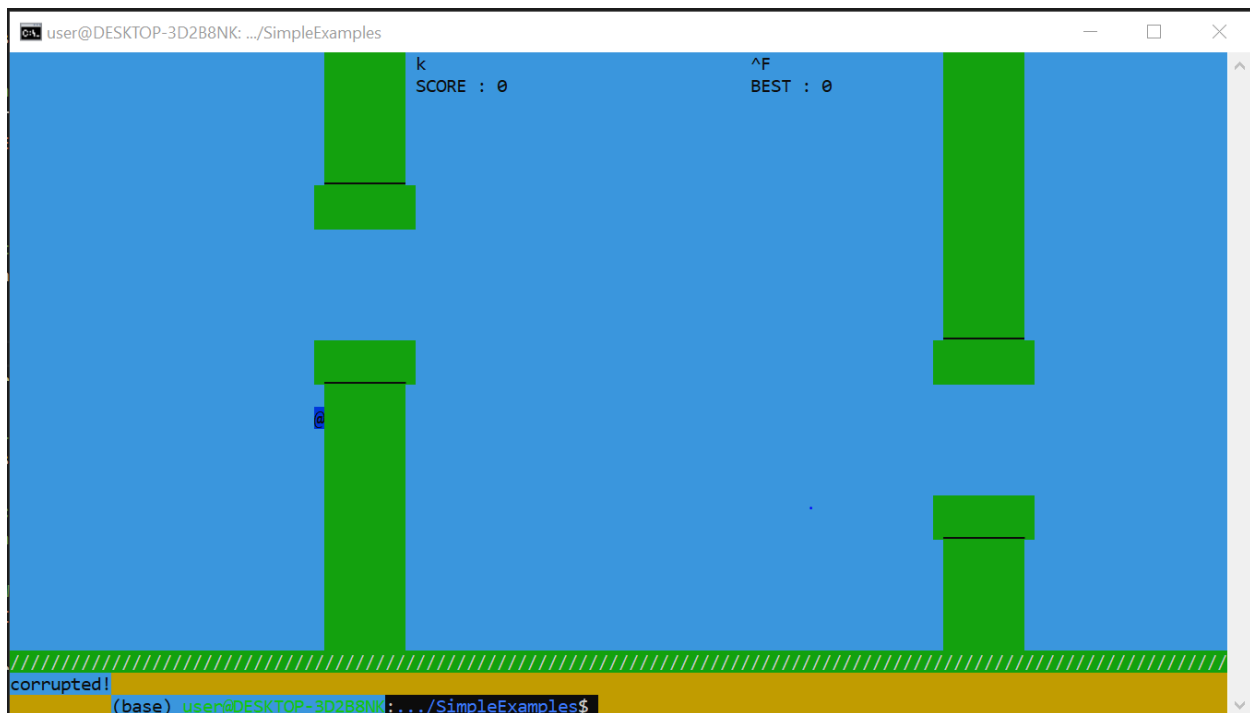 user@DESKTOP-3D2B8NK: .../SimpleExamples
k ^F
SCORE : 0 BEST : 0
@
////////////////////////////////////////////////////////////////////////////////////////////////////////////////////////
corrupted!
(base) user@DESKTOP-3D2B8NK:.../SimpleExamples$